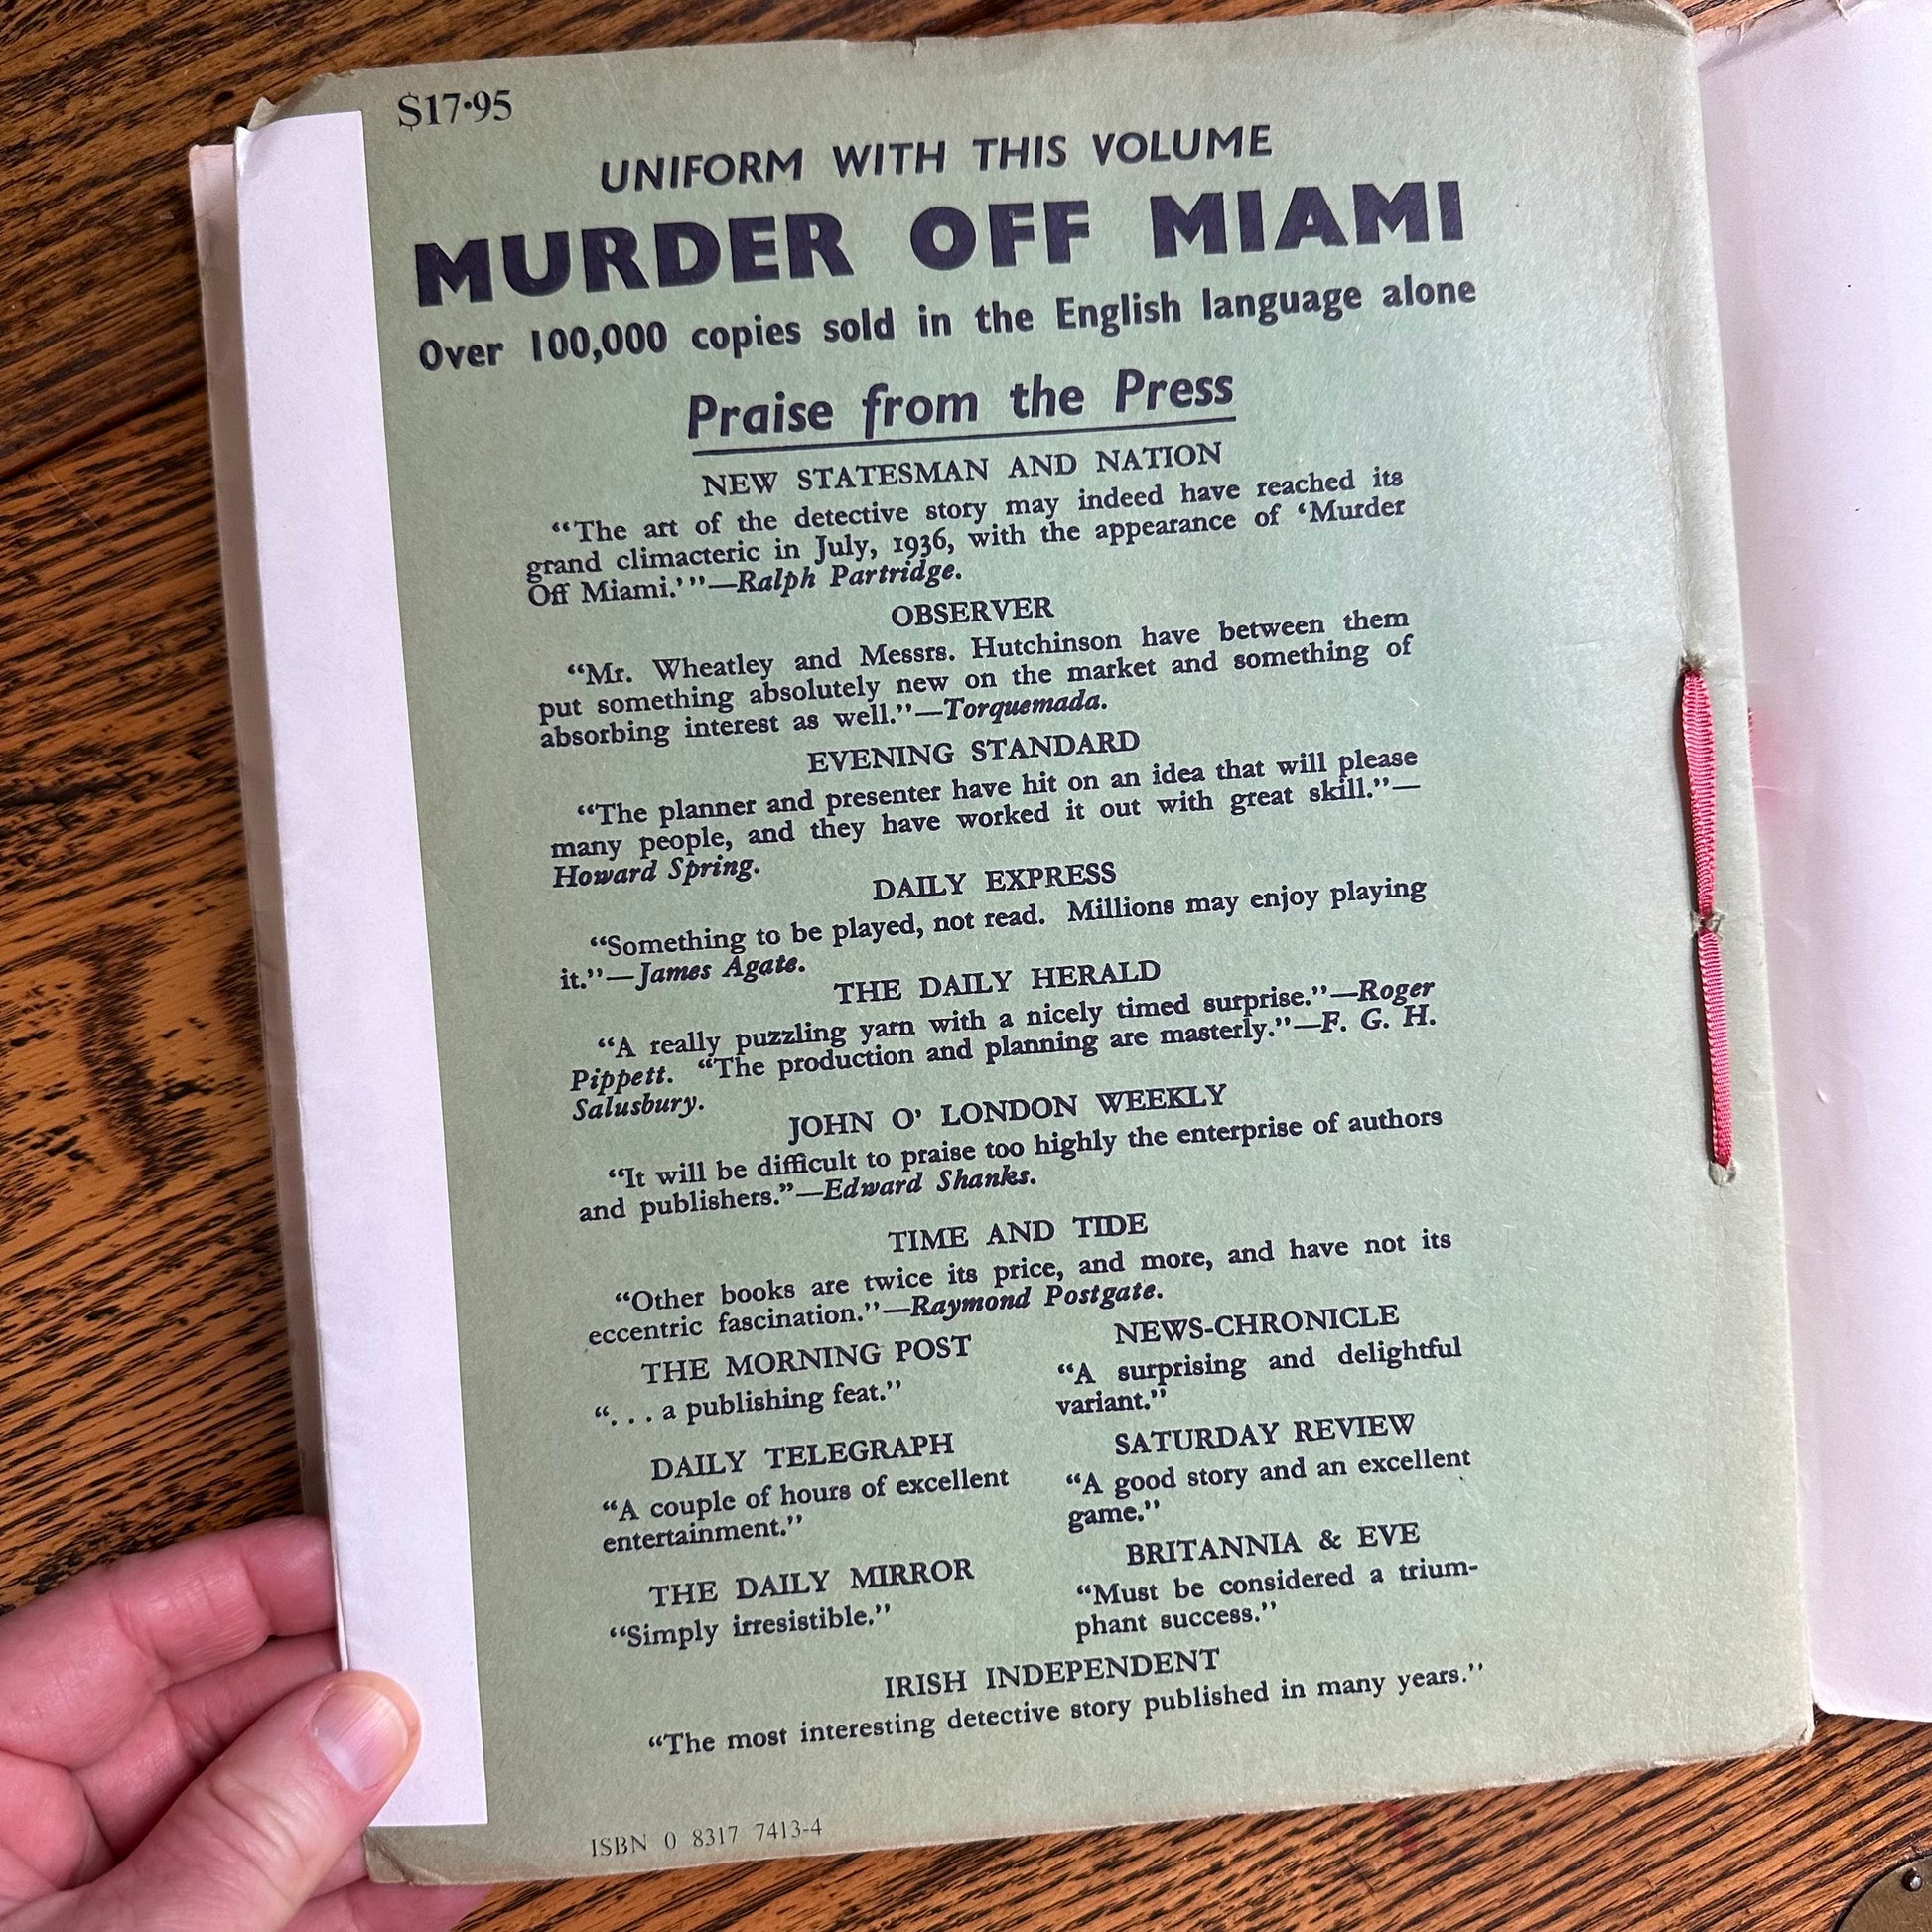 $17·95
UNIFORM WITH THIS VOLUME
MURDER OFF MIAMI
Over 100,000 copies sold in the English language alone
Praise from the Press
NEW STATESMAN AND NATION
“The art of the detective story may indeed have reached its
grand climacteric in July, 1936, with the appearance of ‘Murder
Off Miami.’”—Ralph Partridge.
OBSERVER
“Mr. Wheatley and Messrs. Hutchinson have between them
put something absolutely new on the market and something of
absorbing interest as well.”—Torquemada.
EVENING STANDARD
“The planner and presenter have hit on an idea that will please
many people, and they have worked it out with great skill.”—
Howard Spring.
DAILY EXPRESS
“Something to be played, not read. Millions may enjoy playing
it.”—James Agate.
THE DAILY HERALD
“A really puzzling yarn with a nicely timed surprise.”—Roger
Pippett. “The production and planning are masterly.”—F. G. H.
Salusbury.
JOHN O’ LONDON WEEKLY
“It will be difficult to praise too highly the enterprise of authors
and publishers.”—Edward Shanks.
TIME AND TIDE
“Other books are twice its price, and more, and have not its
eccentric fascination.”—Raymond Postgate.
THE MORNING POST
“. . . a publishing feat.”
DAILY TELEGRAPH
“A couple of hours of excellent
entertainment.”
THE DAILY MIRROR
“Simply irresistible.”
NEWS-CHRONICLE
“A surprising and delightful
variant.”
SATURDAY REVIEW
“A good story and an excellent
game.”
BRITANNIA & EVE
“Must be considered a trium-
phant success.”
IRISH INDEPENDENT
“The most interesting detective story published in many years.”
ISBN 0 8317 7413-4